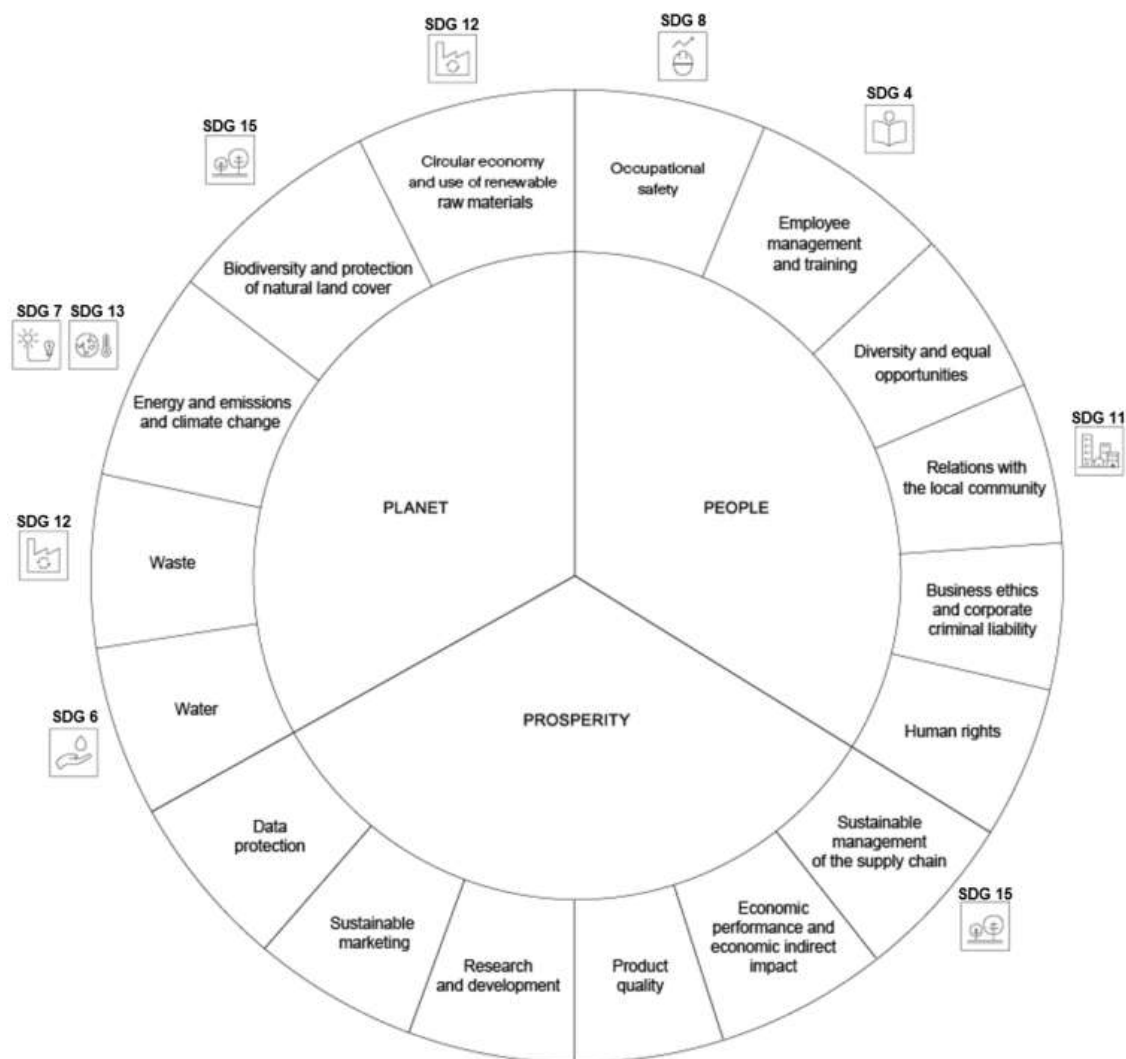 SDG 12
SDG 8
SDG 4
SDG 15
Circular economy
and use of renewable
raw materials
Occupational
safety
Employee
management
and training
Biodiversity and protection
of natural land cover
SDG 7
SDG 13
Diversity and equal
opportunities
Energy and emissions
and climate change
SDG 11
Relations with
the local community
PLANET
PEOPLE
SDG 12
Waste
Business ethics
and corporate
criminal liability
SDG 6
Water
PROSPERITY
Human rights
Data
protection
Sustainable
management
of the supply chain
SDG 15
Sustainable
marketing
Research
and development
Product
quality
Economic
performance and
economic indirect
impact